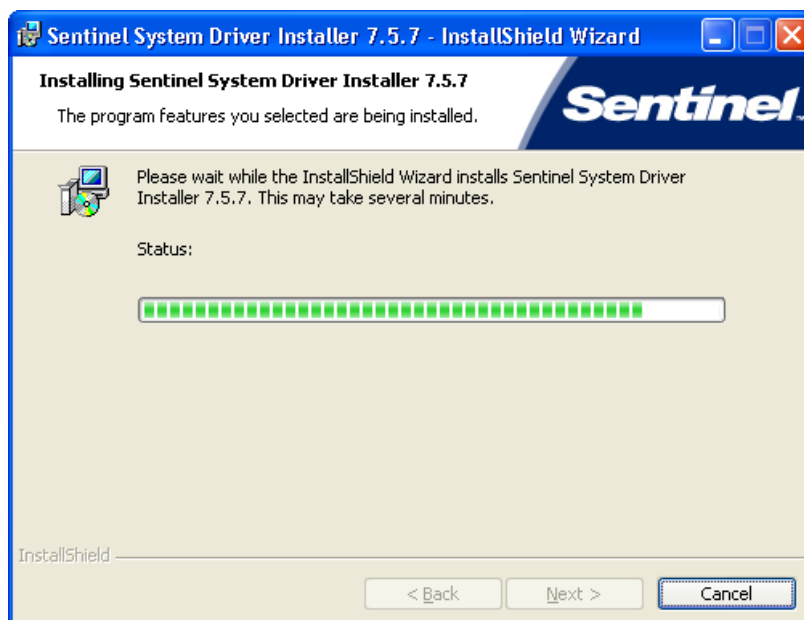 Sentinel System Driver Installer 7.5.7 - InstallShield Wizard
Installing Sentinel System Driver Installer 7.5.7
The program features you selected are being installed.
Sentinel
Please wait while the InstallShield Wizard installs Sentinel System Driver
Installer 7.5.7. This may take several minutes.
Status:
InstallShield
< Back
Next >
Cancel